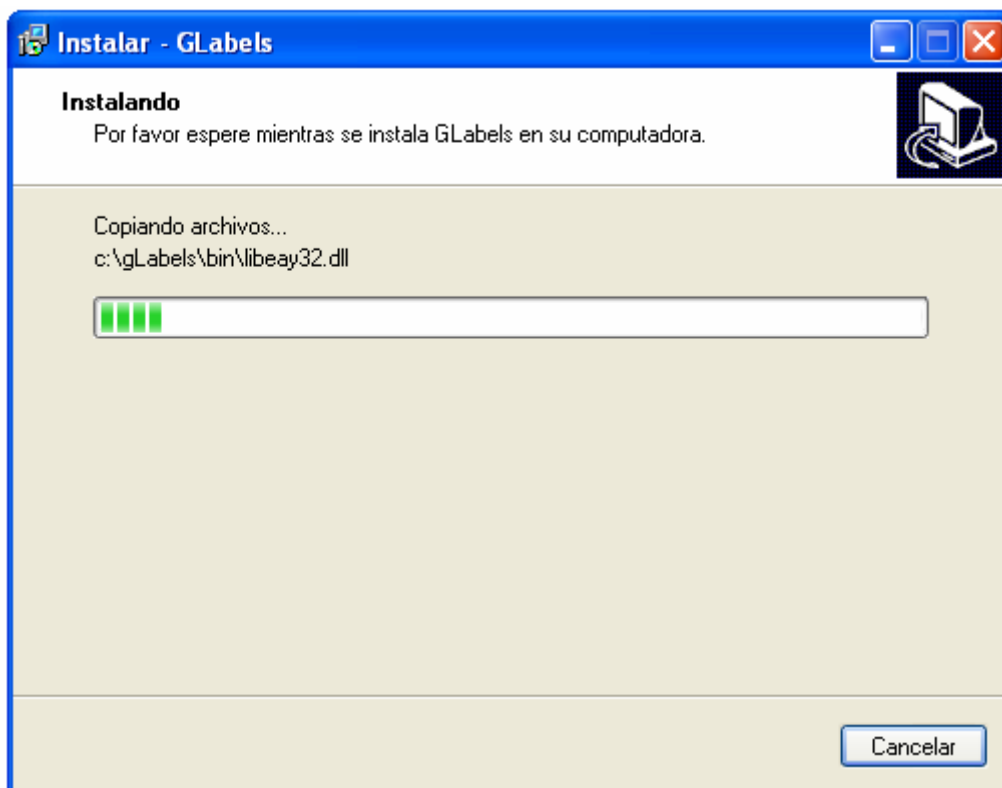 Instalar - GLabels
Instalando
Por favor espere mientras se instala GLabels en su computadora.
Copiando archivos...
c:\gLabels\bin\libeay32.dll
Cancelar